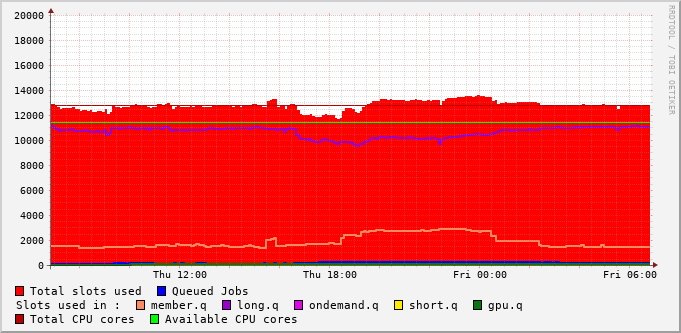 20000
18000
16000
14000
12000
10000
8000
6000
4000
2000
0
Thu 12:00 Thu 18:00 Fri 00:00 Fri 06:00
RRDTOOL / TOBI OETIKER
Total slots used Queued Jobs
Slots used in : member.q long.q ondemand.q short.q gpu.q
Total CPU cores Available CPU cores